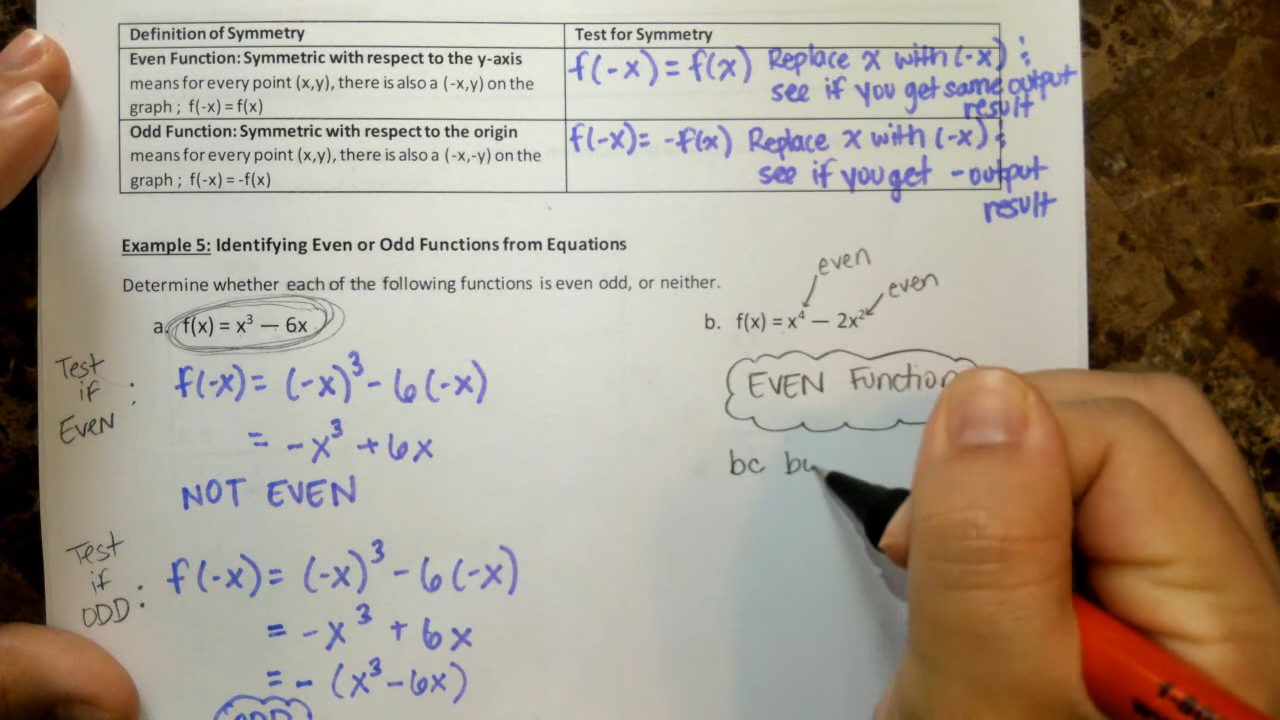 Definition of Symmetry
Test for Symmetry
Even Function: Symmetric with respect to the y-axis
means for every point (x,y), there is also a (-x,y) on the
graph ; f(-x) = f(x)
f(-x) = f(x) Replace x with (-x) ;
see if you get same output
result
Odd Function: Symmetric with respect to the origin
means for every point (x,y), there is also a (-x,-y) on the
graph ; f(-x) = -f(x)
f(-x) = -f(x) Replace x with (-x) ;
see if you get -output
result
Example 5: Identifying Even or Odd Functions from Equations
Determine whether each of the following functions is even odd, or neither.
a. f(x) = x³ — 6x
Test
if
EVEN :
f(-x) = (-x)³ - 6(-x)
= -x³ + 6x
NOT EVEN
Test
if
ODD :
f(-x) = (-x)³ - 6(-x)
= -x³ + 6x
= - (x³ - 6x)
ODD
even
even
b. f(x) = x⁴ — 2x²
EVEN Function
bc